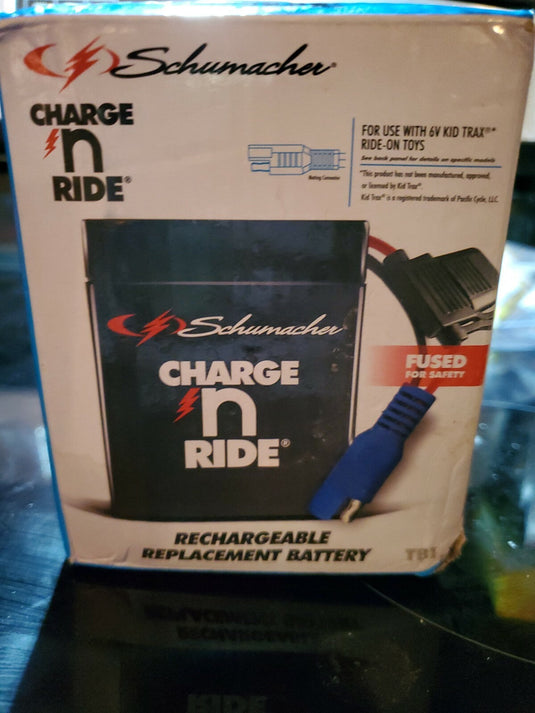 Schumacher®
CHARGE
'n
RIDE®
FOR USE WITH 6V KID TRAX®*
RIDE-ON TOYS
See back panel for details on specific models
*This product has not been manufactured, approved,
or licensed by Kid Trax®.
Kid Trax® is a registered trademark of Pacific Cycle, LLC.
Mating Connector
Schumacher
CHARGE
'n
RIDE®
FUSED
FOR SAFETY
RECHARGEABLE
REPLACEMENT BATTERY
TB1